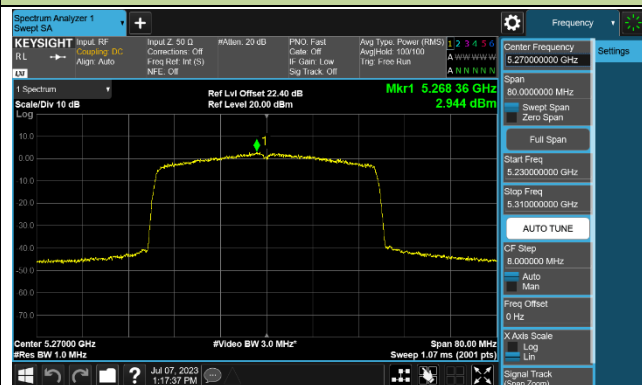 Spectrum Analyzer 1
Swept SA
+
Frequency
KEYSIGHT
Input: RF
Input Z: 50 Ω
#Atten: 20 dB
PNO: Fast
Avg Type: Power (RMS)
1 2 3 4 5 6
RL
Coupling: DC
Corrections: Off
Gate: Off
Avg|Hold: 100/100
A W W W W W
Align: Auto
Freq Ref: Int (S)
IF Gain: Low
Trig: Free Run
NFE: Off
Sig Track: Off
A N N N N N
LXI
1 Spectrum
Ref Lvl Offset 22.40 dB
Mkr1 5.268 36 GHz
Scale/Div 10 dB
Ref Level 20.00 dBm
2.944 dBm
Log
1
10.0
0.00
-10.0
-20.0
-30.0
-40.0
-50.0
-60.0
-70.0
Center 5.27000 GHz
#Video BW 3.0 MHz*
Span 80.00 MHz
#Res BW 1.0 MHz
Sweep 1.07 ms (2001 pts)
Center Frequency
5.270000000 GHz
Settings
Span
80.0000000 MHz
Swept Span
Zero Span
Full Span
Start Freq
5.230000000 GHz
Stop Freq
5.310000000 GHz
AUTO TUNE
CF Step
8.000000 MHz
Auto
Man
Freq Offset
0 Hz
X Axis Scale
Log
Lin
Signal Track
(Span Zoom)
?
Jul 07, 2023
1:17:37 PM